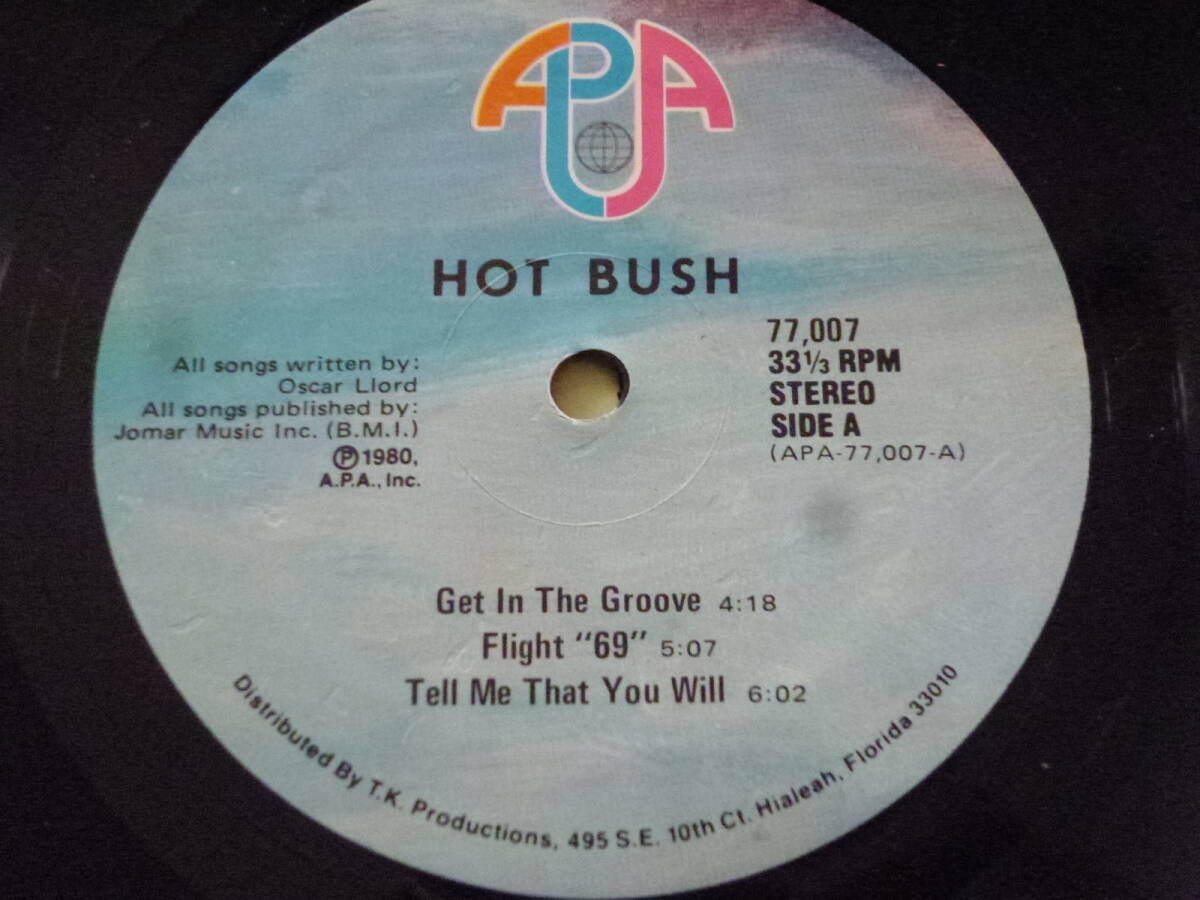 APA
HOT BUSH
All songs written by:
Oscar Llord
All songs published by:
Jomar Music Inc. (B.M.I.)
Ⓟ1980,
A.P.A., Inc.
77,007
33⅓ RPM
STEREO
SIDE A
(APA-77,007-A)
Get In The Groove 4:18
Flight "69" 5:07
Tell Me That You Will 6:02
Distributed By T.K. Productions, 495 S.E. 10th Ct. Hialeah, Florida 33010